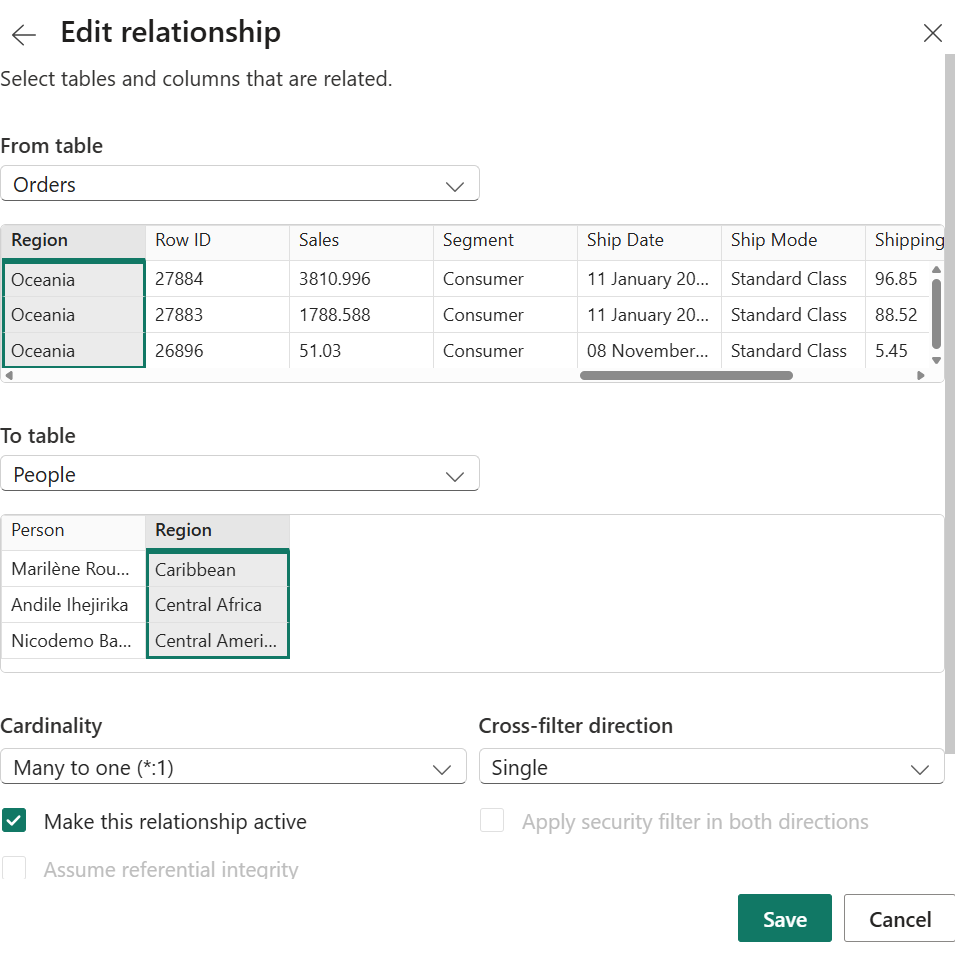 Edit relationship
Select tables and columns that are related.
From table
Orders
Region Row ID Sales Segment Ship Date Ship Mode Shipping
Oceania 27884 3810.996 Consumer 11 January 20... Standard Class 96.85
Oceania 27883 1788.588 Consumer 11 January 20... Standard Class 88.52
Oceania 26896 51.03 Consumer 08 November... Standard Class 5.45
To table
People
Person Region
Marilène Rou... Caribbean
Andile Ihejirika Central Africa
Nicodemo Ba... Central Ameri...
Cardinality Cross-filter direction
Many to one (*:1) Single
Make this relationship active Apply security filter in both directions
Assume referential integrity
Save Cancel